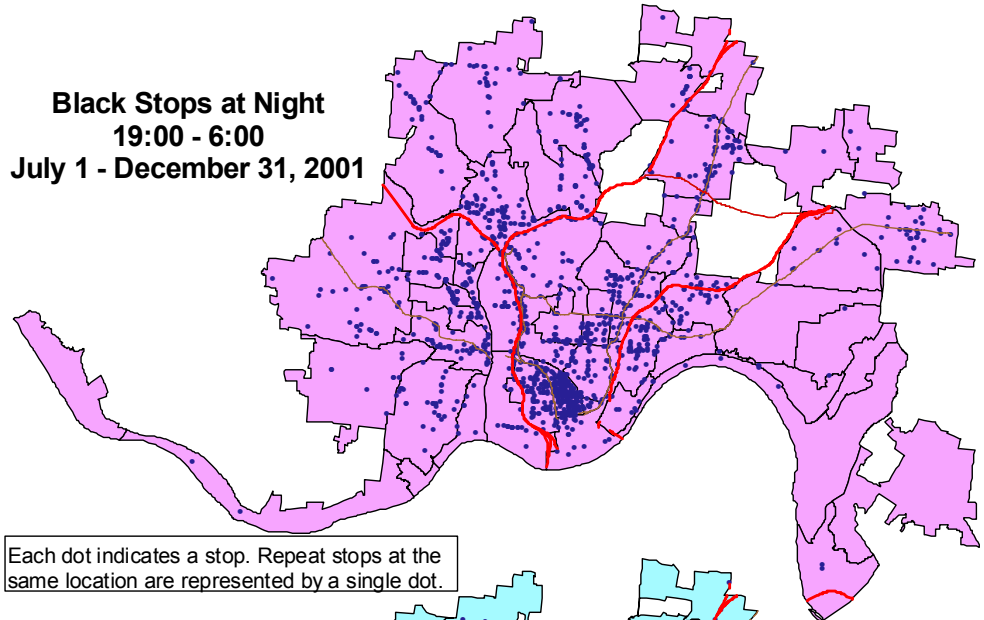 Black Stops at Night
19:00 - 6:00
July 1 - December 31, 2001
Each dot indicates a stop. Repeat stops at the
same location are represented by a single dot.